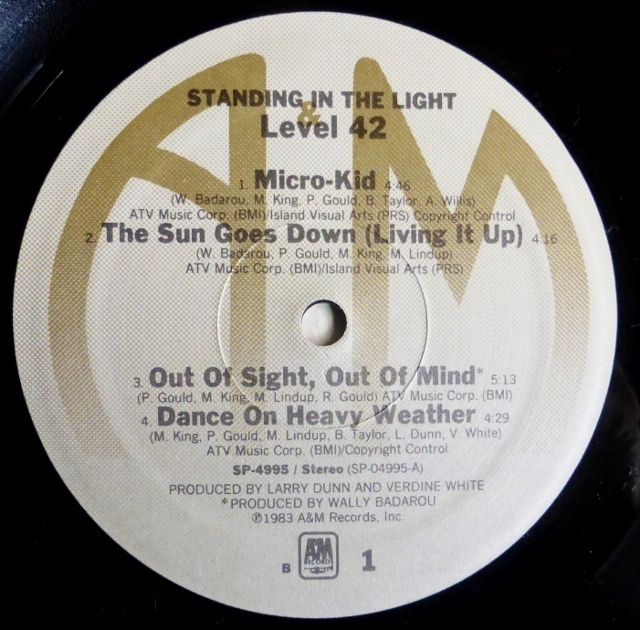 STANDING IN THE LIGHT
&
Level 42
1. Micro-Kid 4:46
(W. Badarou, M. King, P. Gould, B. Taylor, A. Willis)
ATV Music Corp. (BMI)/Island Visual Arts (PRS) Copyright Control
2. The Sun Goes Down (Living It Up) 4:16
(W. Badarou, P. Gould, M. King, M. Lindup)
ATV Music Corp. (BMI)/Island Visual Arts (PRS)
3. Out Of Sight, Out Of Mind* 5:13
(P. Gould, M. King, M. Lindup, R. Gould) ATV Music Corp. (BMI)
4. Dance On Heavy Weather 4:29
(M. King, P. Gould, M. Lindup, B. Taylor, L. Dunn, V. White)
ATV Music Corp. (BMI)/Copyright Control
SP-4995 / Stereo (SP-04995-A)
PRODUCED BY LARRY DUNN AND VERDINE WHITE
*PRODUCED BY WALLY BADAROU
℗1983 A&M Records, Inc.
B A&M RECORDS 1